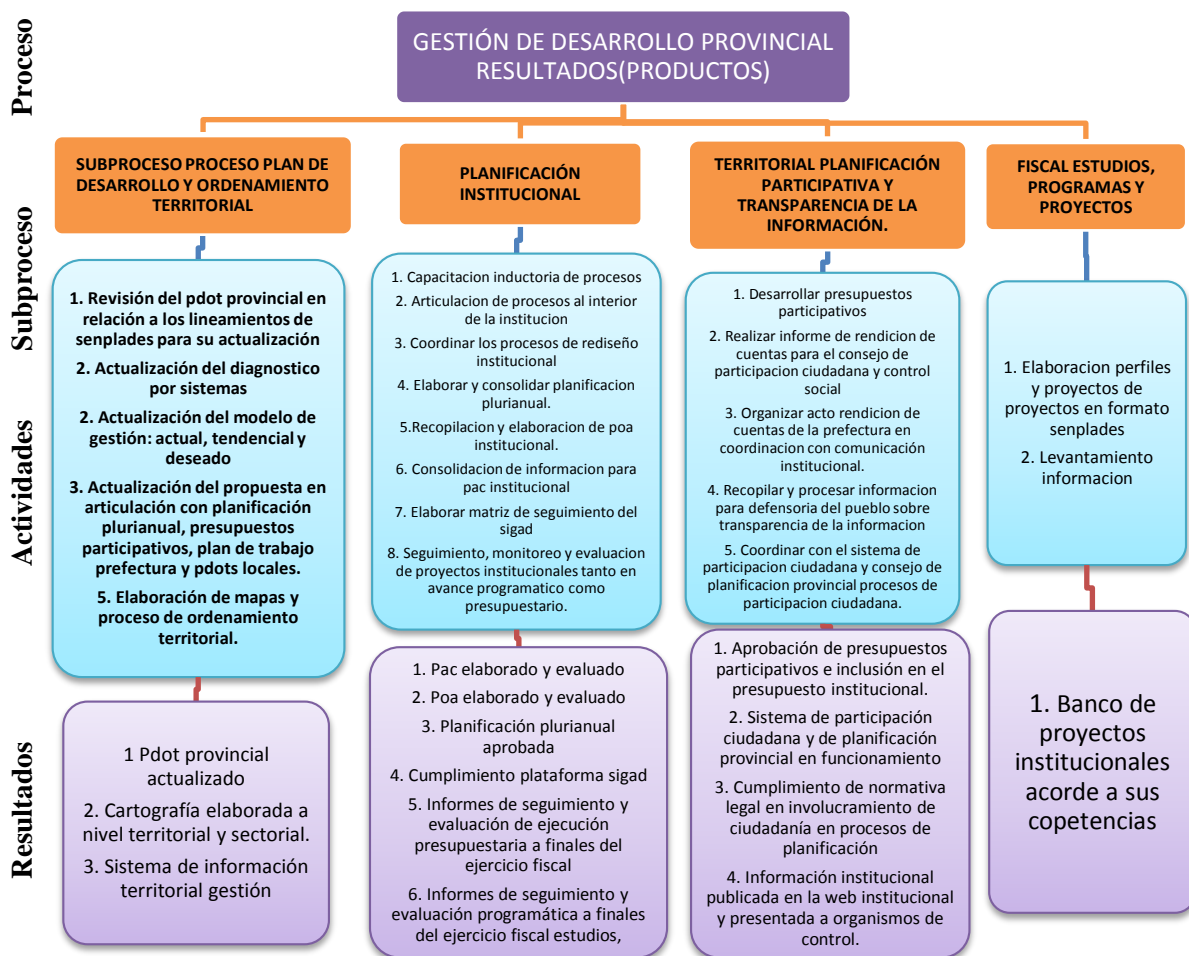 Proceso
GESTIÓN DE DESARROLLO PROVINCIAL
RESULTADOS(PRODUCTOS)
Subproceso
SUBPROCESO PROCESO PLAN DE
DESARROLLO Y ORDENAMIENTO
TERRITORIAL
PLANIFICACIÓN
INSTITUCIONAL
TERRITORIAL PLANIFICACIÓN
PARTICIPATIVA Y
TRANSPARENCIA DE LA
INFORMACIÓN.
FISCAL ESTUDIOS,
PROGRAMAS Y
PROYECTOS
Actividades
1. Revisión del pdot provincial en
relación a los lineamientos de
senplades para su actualización
2. Actualización del diagnostico
por sistemas
2. Actualización del modelo de
gestión: actual, tendencial y
deseado
3. Actualización del propuesta en
articulación con planificación
plurianual, presupuestos
participativos, plan de trabajo
prefectura y pdots locales.
5. Elaboración de mapas y
proceso de ordenamiento
territorial.
1. Capacitacion inductoria de procesos
2. Articulacion de procesos al interior
de la institucion
3. Coordinar los procesos de rediseño
institucional
4. Elaborar y consolidar planificacion
plurianual.
5.Recopilacion y elaboracion de poa
institucional.
6. Consolidacion de informacion para
pac institucional
7. Elaborar matriz de seguimiento del
sigad
8. Seguimiento, monitoreo y evaluacion
de proyectos institucionales tanto en
avance programatico como
presupuestario.
1. Desarrollar presupuestos
participativos
2. Realizar informe de rendicion de
cuentas para el consejo de
participacion ciudadana y control
social
3. Organizar acto rendicion de
cuentas de la prefectura en
coordinacion con comunicación
institucional.
4. Recopilar y procesar informacion
para defensoria del pueblo sobre
transparencia de la informacion
5. Coordinar con el sistema de
participacion ciudadana y consejo de
planificacion provincial procesos de
participacion ciudadana.
1. Elaboracion perfiles
y proyectos de
proyectos en formato
senplades
2. Levantamiento
informacion
Resultados
1 Pdot provincial
actualizado
2. Cartografía elaborada a
nivel territorial y sectorial.
3. Sistema de información
territorial gestión
1. Pac elaborado y evaluado
2. Poa elaborado y evaluado
3. Planificación plurianual
aprobada
4. Cumplimiento plataforma sigad
5. Informes de seguimiento y
evaluación de ejecución
presupuestaria a finales del
ejercicio fiscal
6. Informes de seguimiento y
evaluación programática a finales
del ejercicio fiscal estudios,
1. Aprobación de presupuestos
participativos e inclusión en el
presupuesto institucional.
2. Sistema de participación
ciudadana y de planificación
provincial en funcionamiento
3. Cumplimiento de normativa
legal en involucramiento de
ciudadanía en procesos de
planificación
4. Información institucional
publicada en la web institucional
y presentada a organismos de
control.
1. Banco de
proyectos
institucionales
acorde a sus
copetencias